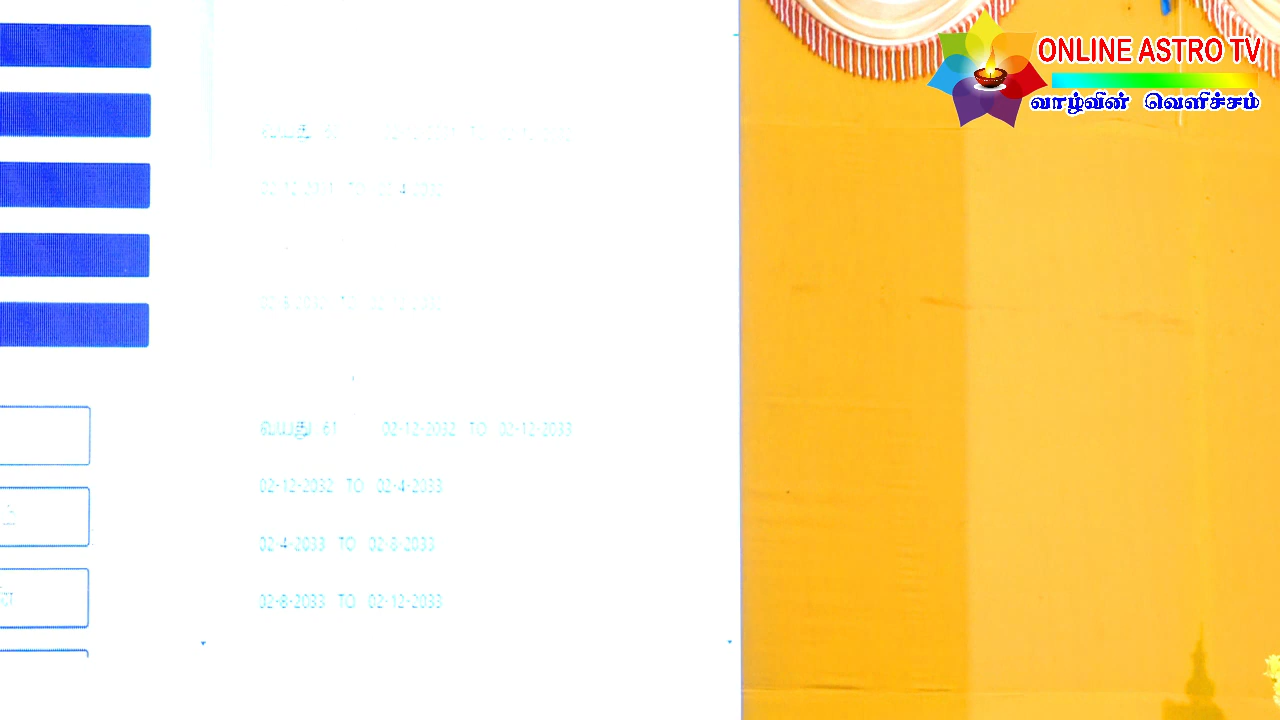 ONLINE ASTRO TV
வாழ்வின் வெளிச்சம்
வயது 60
02-12-2031 TO 02-4-2032
02-8-2032 TO 02-12-2032
வயது 61 02-12-2032 TO 02-12-2033
02-12-2032 TO 02-4-2033
02-4-2033 TO 02-8-2033
02-8-2033 TO 02-12-2033